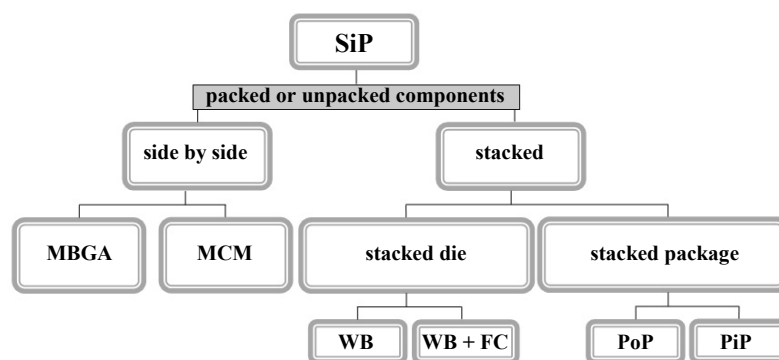 SiP
packed or unpacked components
side by side
stacked
MBGA
MCM
stacked die
stacked package
WB
WB + FC
PoP
PiP